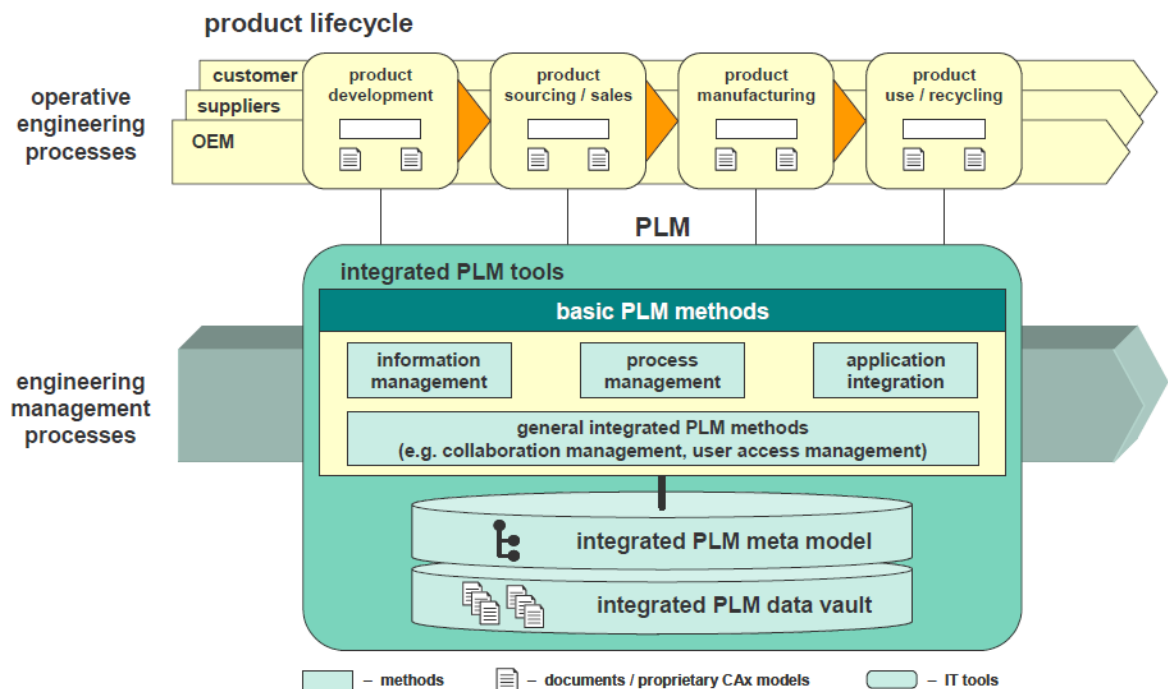 product lifecycle
operative
engineering
processes
customer
suppliers
OEM
product
development
product
sourcing / sales
product
manufacturing
product
use / recycling
PLM
integrated PLM tools
basic PLM methods
engineering
management
processes
information
management
process
management
application
integration
general integrated PLM methods
(e.g. collaboration management, user access management)
integrated PLM meta model
integrated PLM data vault
– methods
– documents / proprietary CAx models
– IT tools